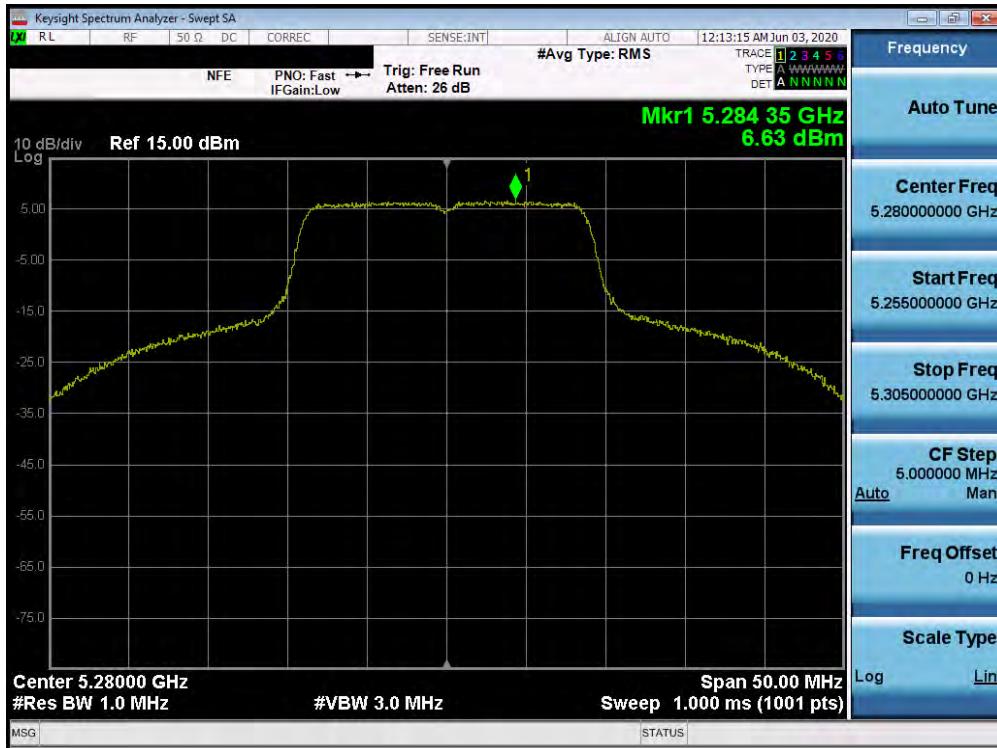 Keysight Spectrum Analyzer - Swept SA
LXI RL RF 50 Ω DC CORREC SENSE:INT ALIGN AUTO 12:13:15 AM Jun 03, 2020
#Avg Type: RMS TRACE 1 2 3 4 5 6
NFE PNO: Fast Trig: Free Run TYPE A WWWWW
IFGain:Low Atten: 26 dB DET A N N N N N
Mkr1 5.284 35 GHz
6.63 dBm
10 dB/div Ref 15.00 dBm
Log
1
5.00
-5.00
-15.0
-25.0
-35.0
-45.0
-55.0
-65.0
-75.0
Center 5.28000 GHz Span 50.00 MHz
#Res BW 1.0 MHz #VBW 3.0 MHz Sweep 1.000 ms (1001 pts)
MSG STATUS
Frequency
Auto Tune
Center Freq
5.280000000 GHz
Start Freq
5.255000000 GHz
Stop Freq
5.305000000 GHz
CF Step
5.000000 MHz
Auto Man
Freq Offset
0 Hz
Scale Type
Log Lin